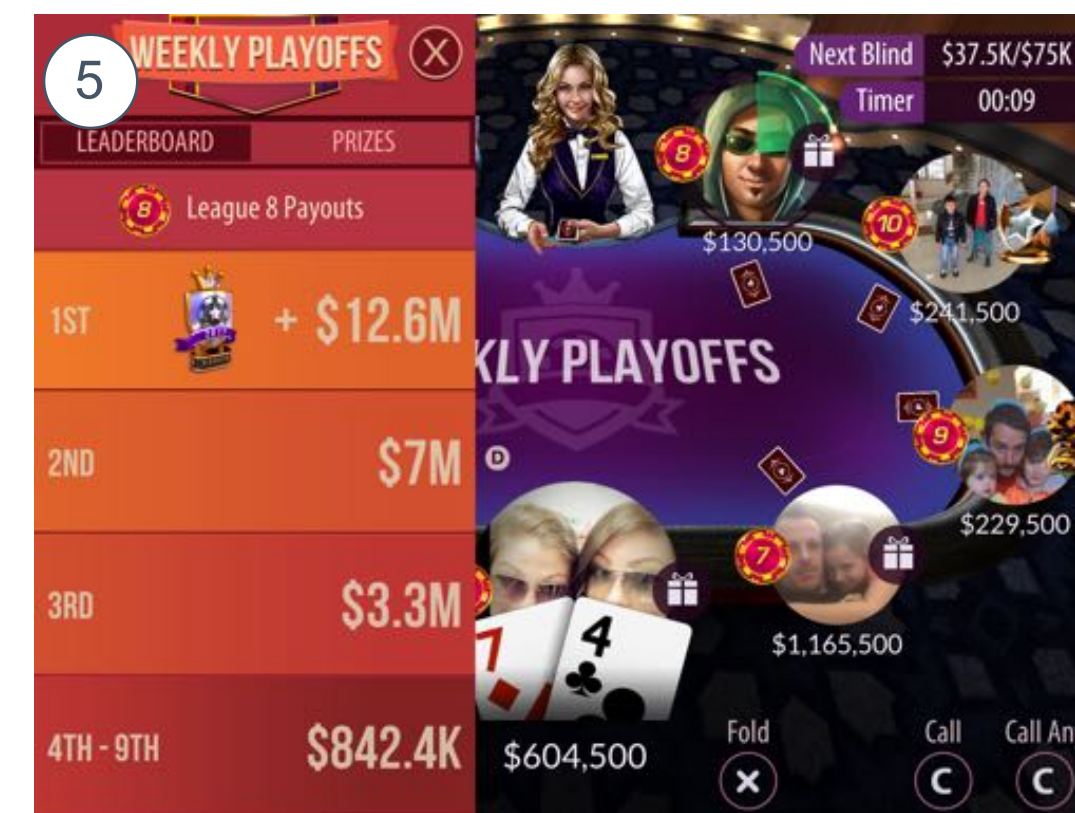 5
WEEKLY PLAYOFFS
X
LEADERBOARD
PRIZES
8
League 8 Payouts
1ST
+ $12.6M
2ND
$7M
3RD
$3.3M
4TH - 9TH
$842.4K
Next Blind
$37.5K/$75K
Timer
00:09
8
$130,500
10
$241,500
KLY PLAYOFFS
9
D
$229,500
7
$1,165,500
7
4
$604,500
Fold
Call
Call An
C
C